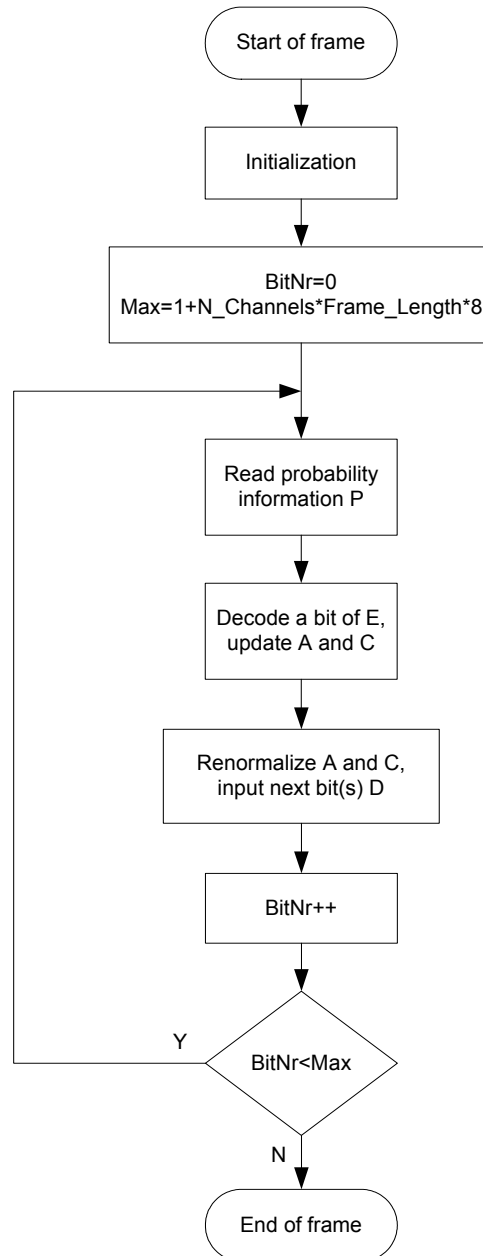 Start of frame
Initialization
BitNr=0
Max=1+N_Channels*Frame_Length*8
Read probability
information P
Decode a bit of E,
update A and C
Renormalize A and C,
input next bit(s) D
BitNr++
Y
BitNr<Max
N
End of frame